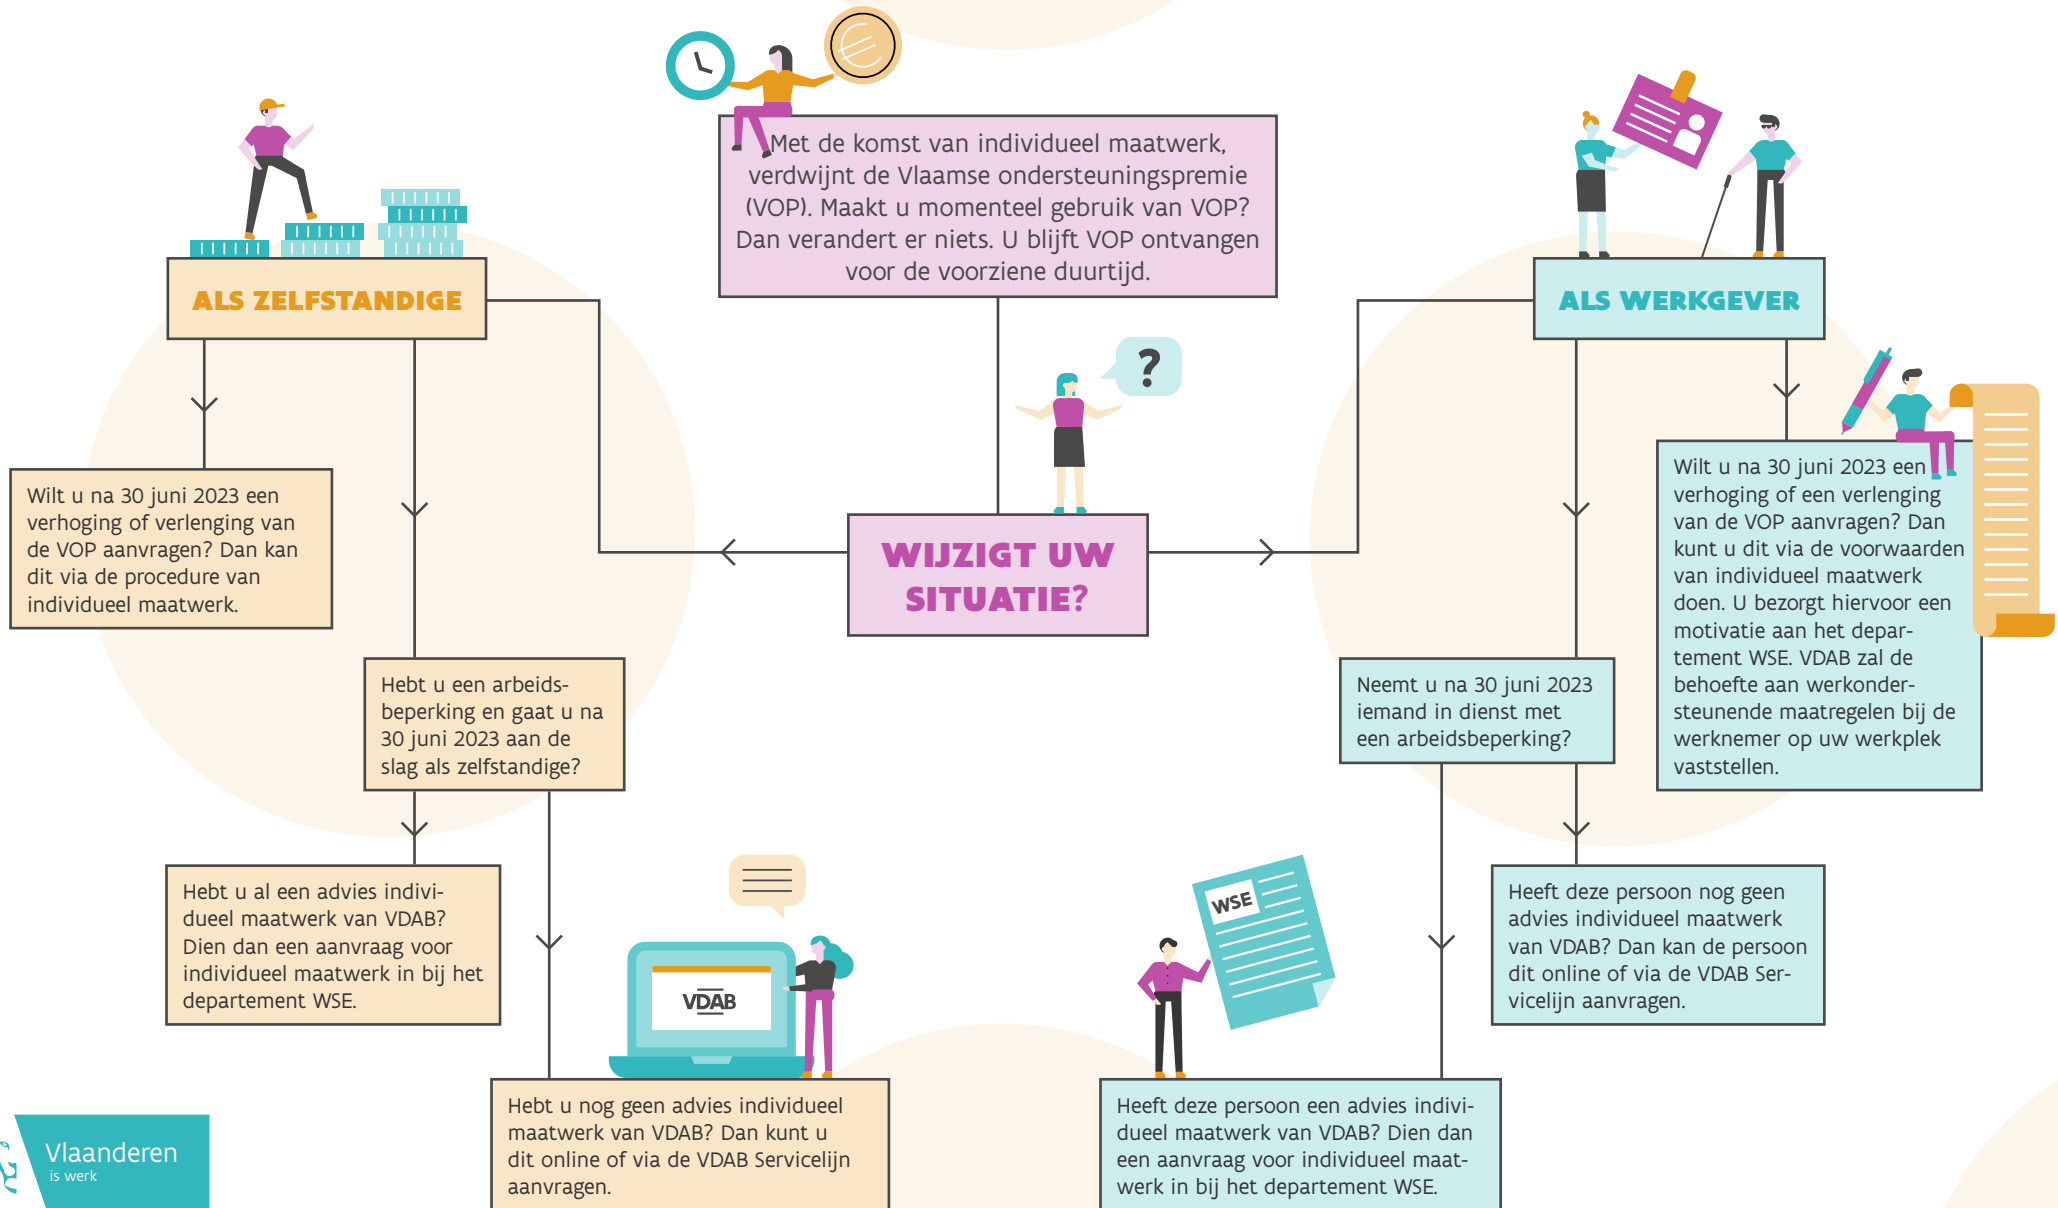 Met de komst van individueel maatwerk,
verdwijnt de Vlaamse ondersteuningspremie
(VOP). Maakt u momenteel gebruik van VOP?
Dan verandert er niets. U blijft VOP ontvangen
voor de voorziene duurtijd.
?
WIJZIGT UW
SITUATIE?
ALS ZELFSTANDIGE
Wilt u na 30 juni 2023 een
verhoging of verlenging van
de VOP aanvragen? Dan kan
dit via de procedure van
individueel maatwerk.
Hebt u een arbeids-
beperking en gaat u na
30 juni 2023 aan de
slag als zelfstandige?
Hebt u al een advies indivi-
dueel maatwerk van VDAB?
Dien dan een aanvraag voor
individueel maatwerk in bij het
departement WSE.
VDAB
Hebt u nog geen advies individueel
maatwerk van VDAB? Dan kunt u
dit online of via de VDAB Servicelijn
aanvragen.
ALS WERKGEVER
Wilt u na 30 juni 2023 een
verhoging of een verlenging
van de VOP aanvragen? Dan
kunt u dit via de voorwaarden
van individueel maatwerk
doen. U bezorgt hiervoor een
motivatie aan het depar-
tement WSE. VDAB zal de
behoefte aan werkonder-
steunende maatregelen bij de
werknemer op uw werkplek
vaststellen.
Neemt u na 30 juni 2023
iemand in dienst met
een arbeidsbeperking?
Heeft deze persoon nog geen
advies individueel maatwerk
van VDAB? Dan kan de persoon
dit online of via de VDAB Ser-
vicelijn aanvragen.
WSE
Heeft deze persoon een advies indivi-
dueel maatwerk van VDAB? Dien dan
een aanvraag voor individueel maat-
werk in bij het departement WSE.
Vlaanderen
is werk